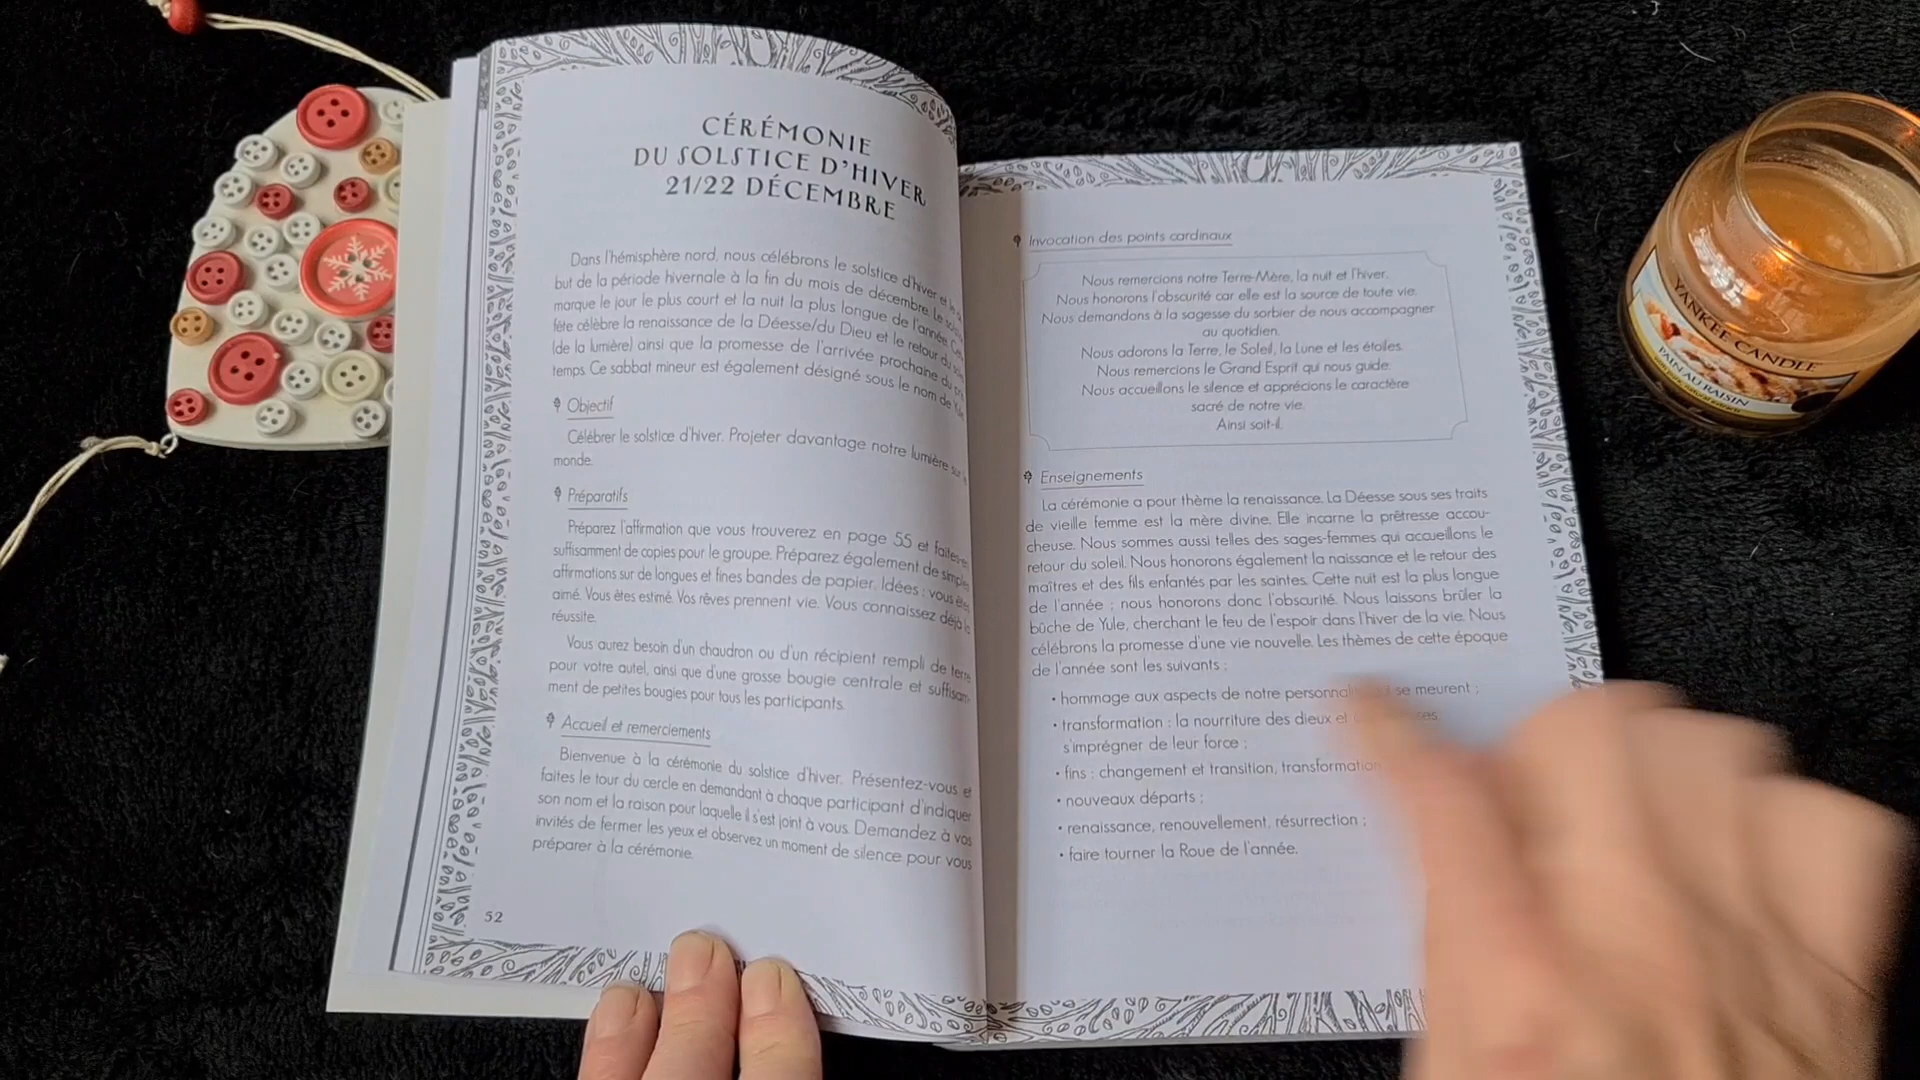 CÉRÉMONIE
DU SOLSTICE D'HIVER
21/22 DÉCEMBRE
Dans l'hémisphère nord, nous célébrons le solstice d'hiver et le
but de la période hivernale à la fin du mois de décembre. Le
marque le jour le plus court et la nuit la plus longue de l'année. Cette
fête célèbre la renaissance de la Déesse/du Dieu et le retour du
(de la lumière) ainsi que la promesse de l'arrivée prochaine du
temps. Ce sabbat mineur est également désigné sous le nom de Yule.
Objectif
Célébrer le solstice d'hiver. Projeter davantage notre lumière sur le
monde.
Préparatifs
Préparez l'affirmation que vous trouverez en page 55 et faites-en
suffisamment de copies pour le groupe. Préparez également de simples
affirmations sur de longues et fines bandes de papier. Idées : vous êtes
aimé. Vous êtes estimé. Vos rêves prennent vie. Vous connaissez déjà la
réussite.
Vous aurez besoin d'un chaudron ou d'un récipient rempli de terre
pour votre autel, ainsi que d'une grosse bougie centrale et suffisam-
ment de petites bougies pour tous les participants.
Accueil et remerciements
Bienvenue à la cérémonie du solstice d'hiver. Présentez-vous et
faites le tour du cercle en demandant à chaque participant d'indiquer
son nom et la raison pour laquelle il s'est joint à vous. Demandez à vos
invités de fermer les yeux et observez un moment de silence pour vous
préparer à la cérémonie.
52
Invocation des points cardinaux
Nous remercions notre Terre-Mère, la nuit et l'hiver.
Nous honorons l'obscurité car elle est la source de toute vie.
Nous demandons à la sagesse du sorbier de nous accompagner
au quotidien.
Nous adorons la Terre, le Soleil, la Lune et les étoiles.
Nous remercions le Grand Esprit qui nous guide.
Nous accueillons le silence et apprécions le caractère
sacré de notre vie.
Ainsi soit-il.
Enseignements
La cérémonie a pour thème la renaissance. La Déesse sous ses traits
de vieille femme est la mère divine. Elle incarne la prêtresse accou-
cheuse. Nous sommes aussi telles des sages-femmes qui accueillons le
retour du soleil. Nous honorons également la naissance et le retour des
maîtres et des fils enfantés par les saintes. Cette nuit est la plus longue
de l'année ; nous honorons donc l'obscurité. Nous laissons brûler la
bûche de Yule, cherchant le feu de l'espoir dans l'hiver de la vie. Nous
célébrons la promesse d'une vie nouvelle. Les thèmes de cette époque
de l'année sont les suivants :
• hommage aux aspects de notre personnalité se meurent ;
• transformation : la nourriture des dieux et
s'imprégner de leur force ;
• fins : changement et transition, transformation
• nouveaux départs ;
• renaissance, renouvellement, résurrection ;
• faire tourner la Roue de l'année.
YANKEE CANDLE
PAIN AU RAISIN